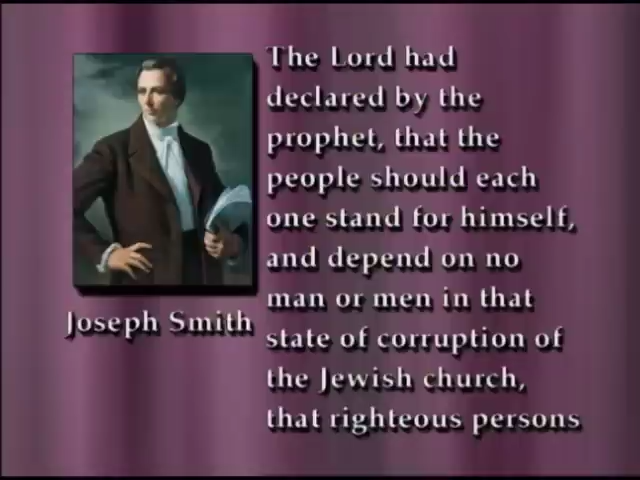 The Lord had
declared by the
prophet, that the
people should each
one stand for himself,
and depend on no
man or men in that
state of corruption of
the Jewish church,
that righteous persons
Joseph Smith